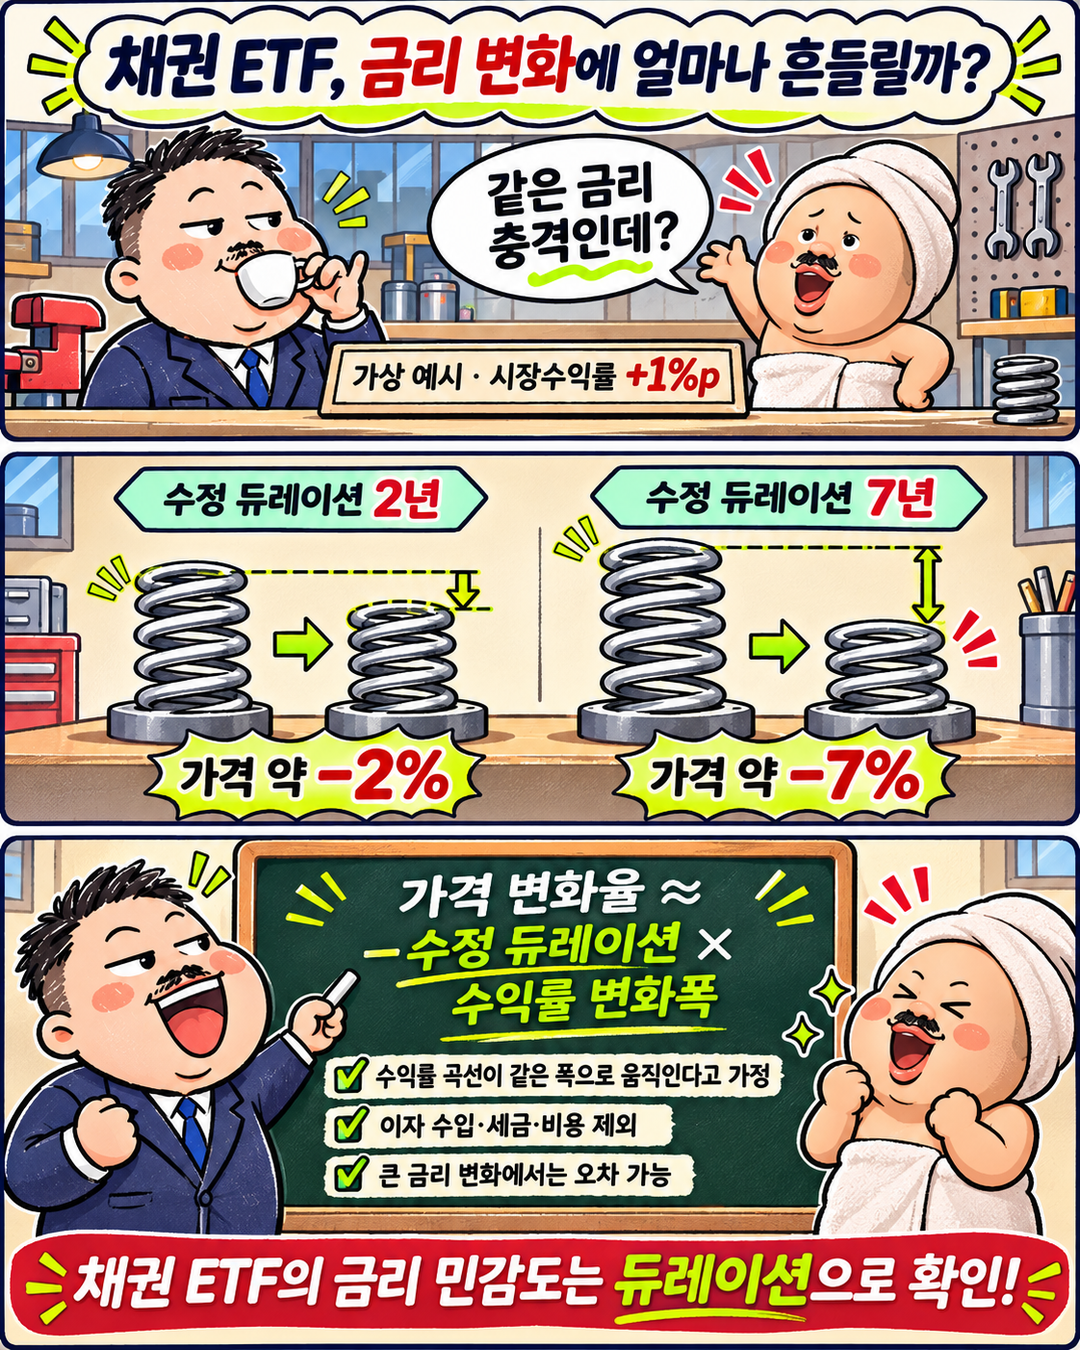 채권 ETF, 금리 변화에 얼마나 흔들릴까?
같은 금리
충격인데?
가상 예시 · 시장수익률 +1%p
수정 듀레이션 2년
수정 듀레이션 7년
가격 약 -2%
가격 약 -7%
가격 변화율 ≈
- 수정 듀레이션 ×
수익률 변화폭
수익률 곡선이 같은 폭으로 움직인다고 가정
이자 수입·세금·비용 제외
큰 금리 변화에서는 오차 가능
채권 ETF의 금리 민감도는 듀레이션으로 확인!